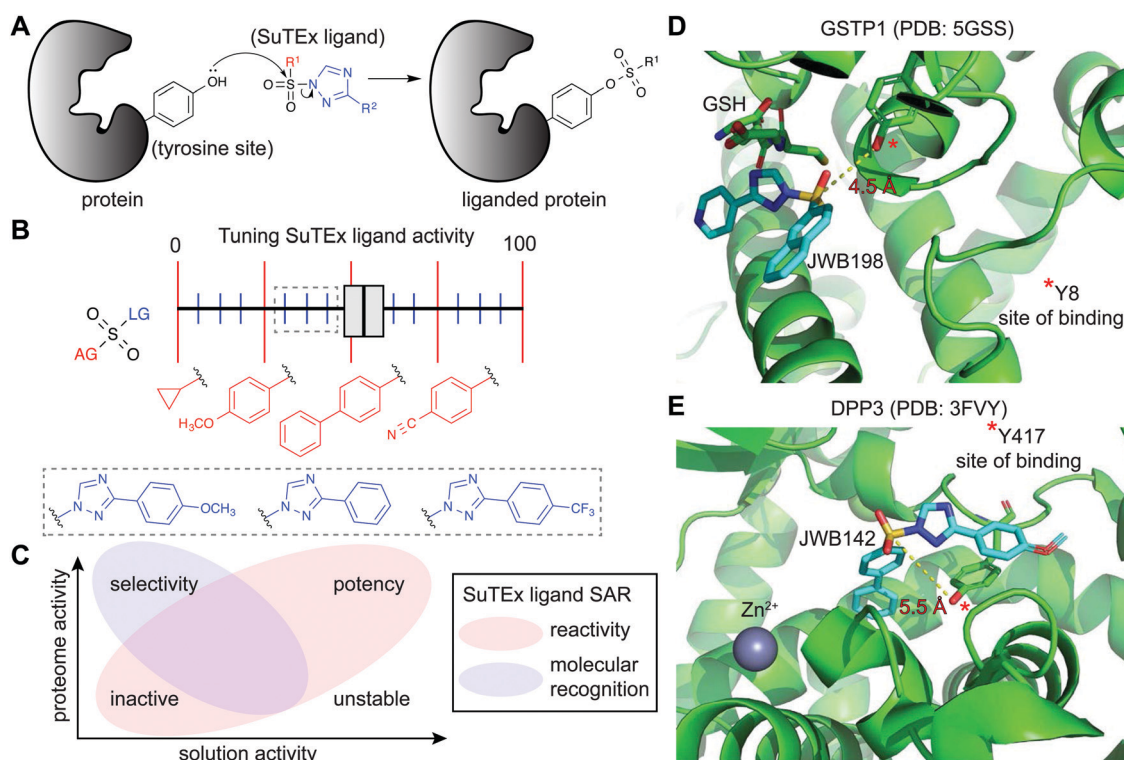 A
(SuTEx ligand)
R¹
OH
O
S
O
N
N
N
R²
(tyrosine site)
protein
O
O
S
R¹
O
liganded protein
B
0
Tuning SuTEx ligand activity
100
O
LG
S
AG
O
H₃CO
N
N
N
N
OCH₃
N
N
N
N
N
N
CF₃
C
proteome activity
selectivity
potency
inactive
unstable
solution activity
SuTEx ligand SAR
reactivity
molecular
recognition
D
GSTP1 (PDB: 5GSS)
GSH
*
4.5 Å
JWB198
*Y8
site of binding
E
DPP3 (PDB: 3FVY)
*Y417
site of binding
JWB142
5.5 Å
*
Zn²⁺